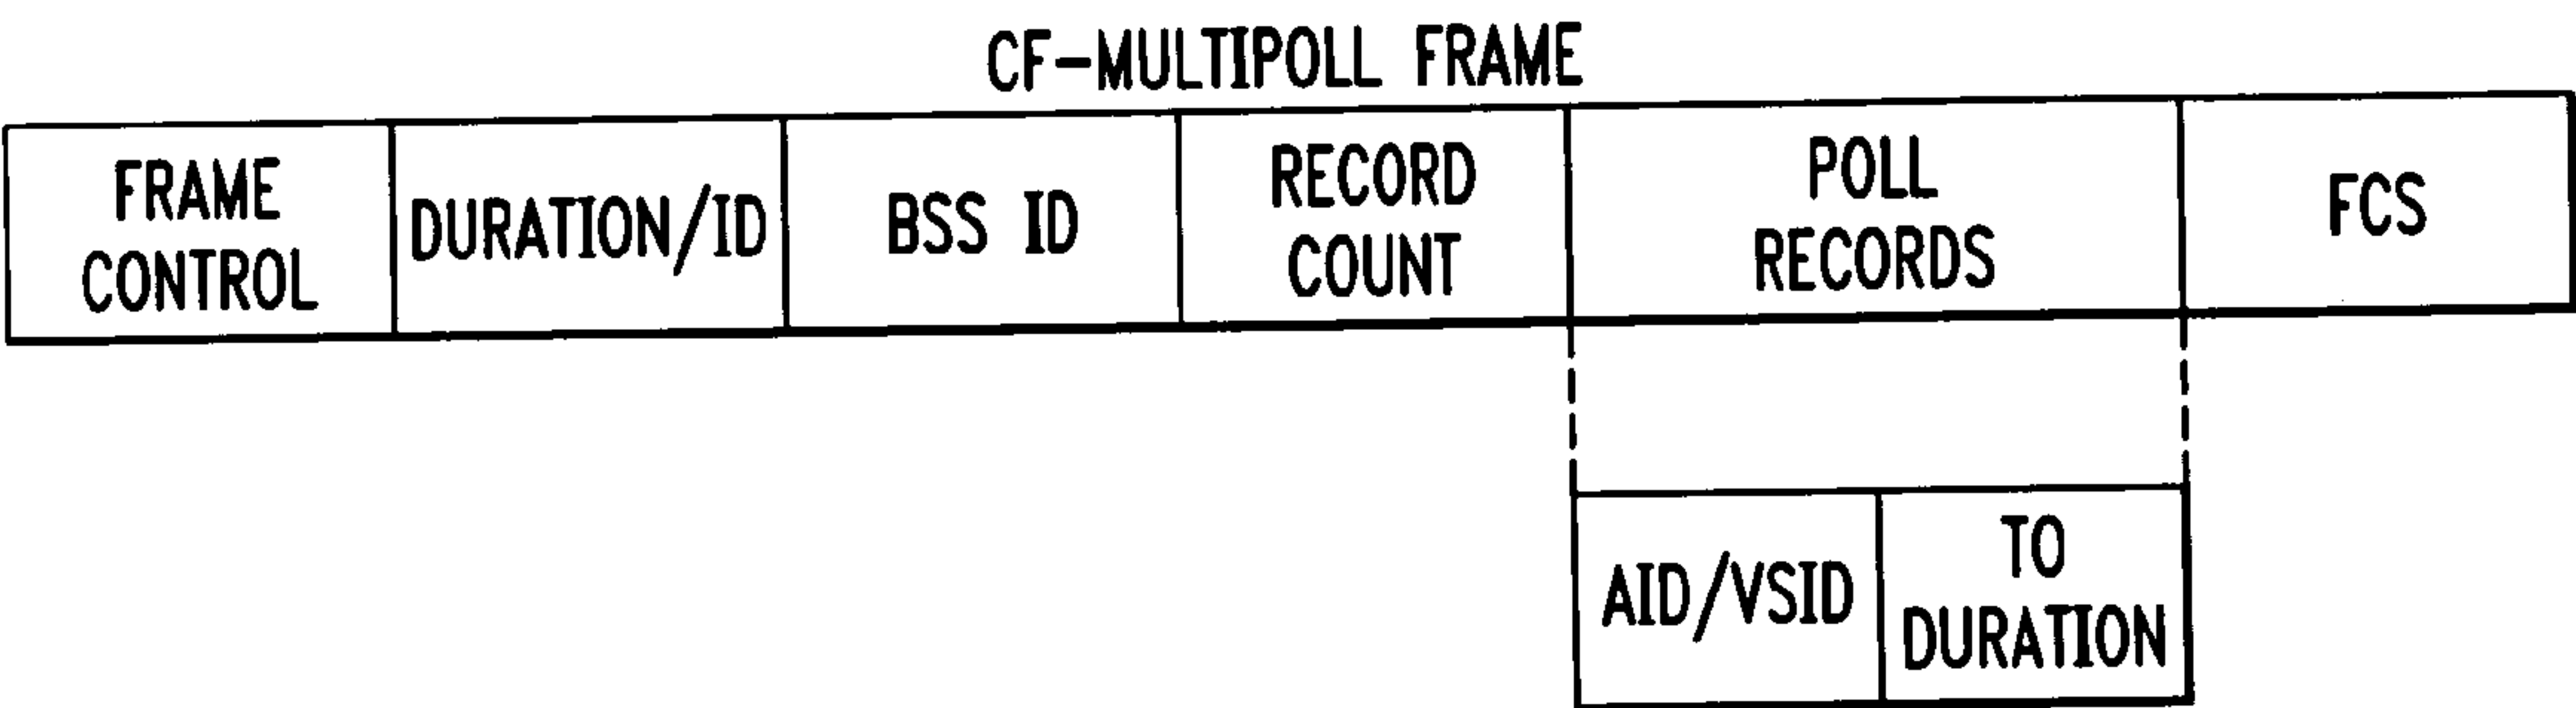 CF-MULTIPOLL FRAME
FRAME
CONTROL
DURATION/ID
BSS ID
RECORD
COUNT
POLL
RECORDS
FCS
AID/VSID
TO
DURATION